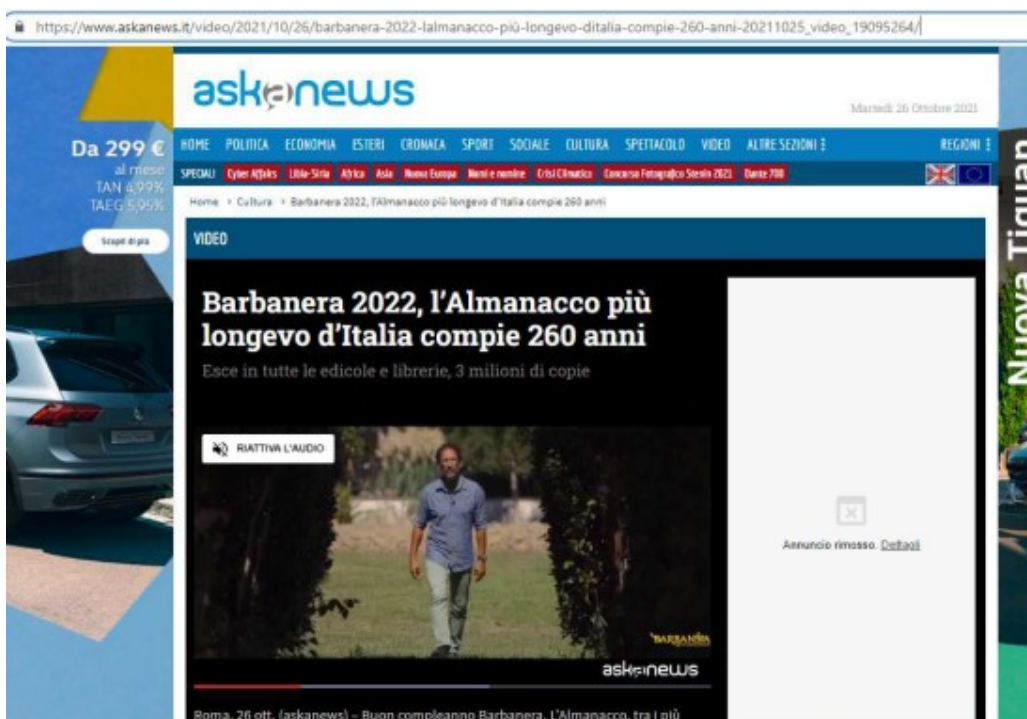 https://www.askanews.it/video/2021/10/26/barbanera-2022-lalmanacco-più-longevo-ditalia-compie-260-anni-20211025_video_19095264/
askanews
Martedì 26 Ottobre 2021
Da 299 €
al mese
TAN 4,99%
TAEG 5,95%
Scopri di più
HOME POLITICA ECONOMIA ESTERI CRONACA SPORT SOCIALE CULTURA SPETTACOLO VIDEO ALTRE SEZIONI REGIONI
SPECIALI Cyber Affairs Libia-Siria Africa Asia Nuova Europa Nomi e nomine Crisi Climatica Concorso Fotografico Stenin 2021 Dante 700
Home > Cultura > Barbanera 2022, l'Almanacco più longevo d'Italia compie 260 anni
VIDEO
Barbanera 2022, l'Almanacco più
longevo d'Italia compie 260 anni
Esce in tutte le edicole e librerie, 3 milioni di copie
RIATTIVA L'AUDIO
BARBANERA
askanews
Annuncio rimosso. Dettagli
Nuova Tiguan
Roma, 26 ott. (askanews) – Buon compleanno Barbanera. L'Almanacco, tra i più